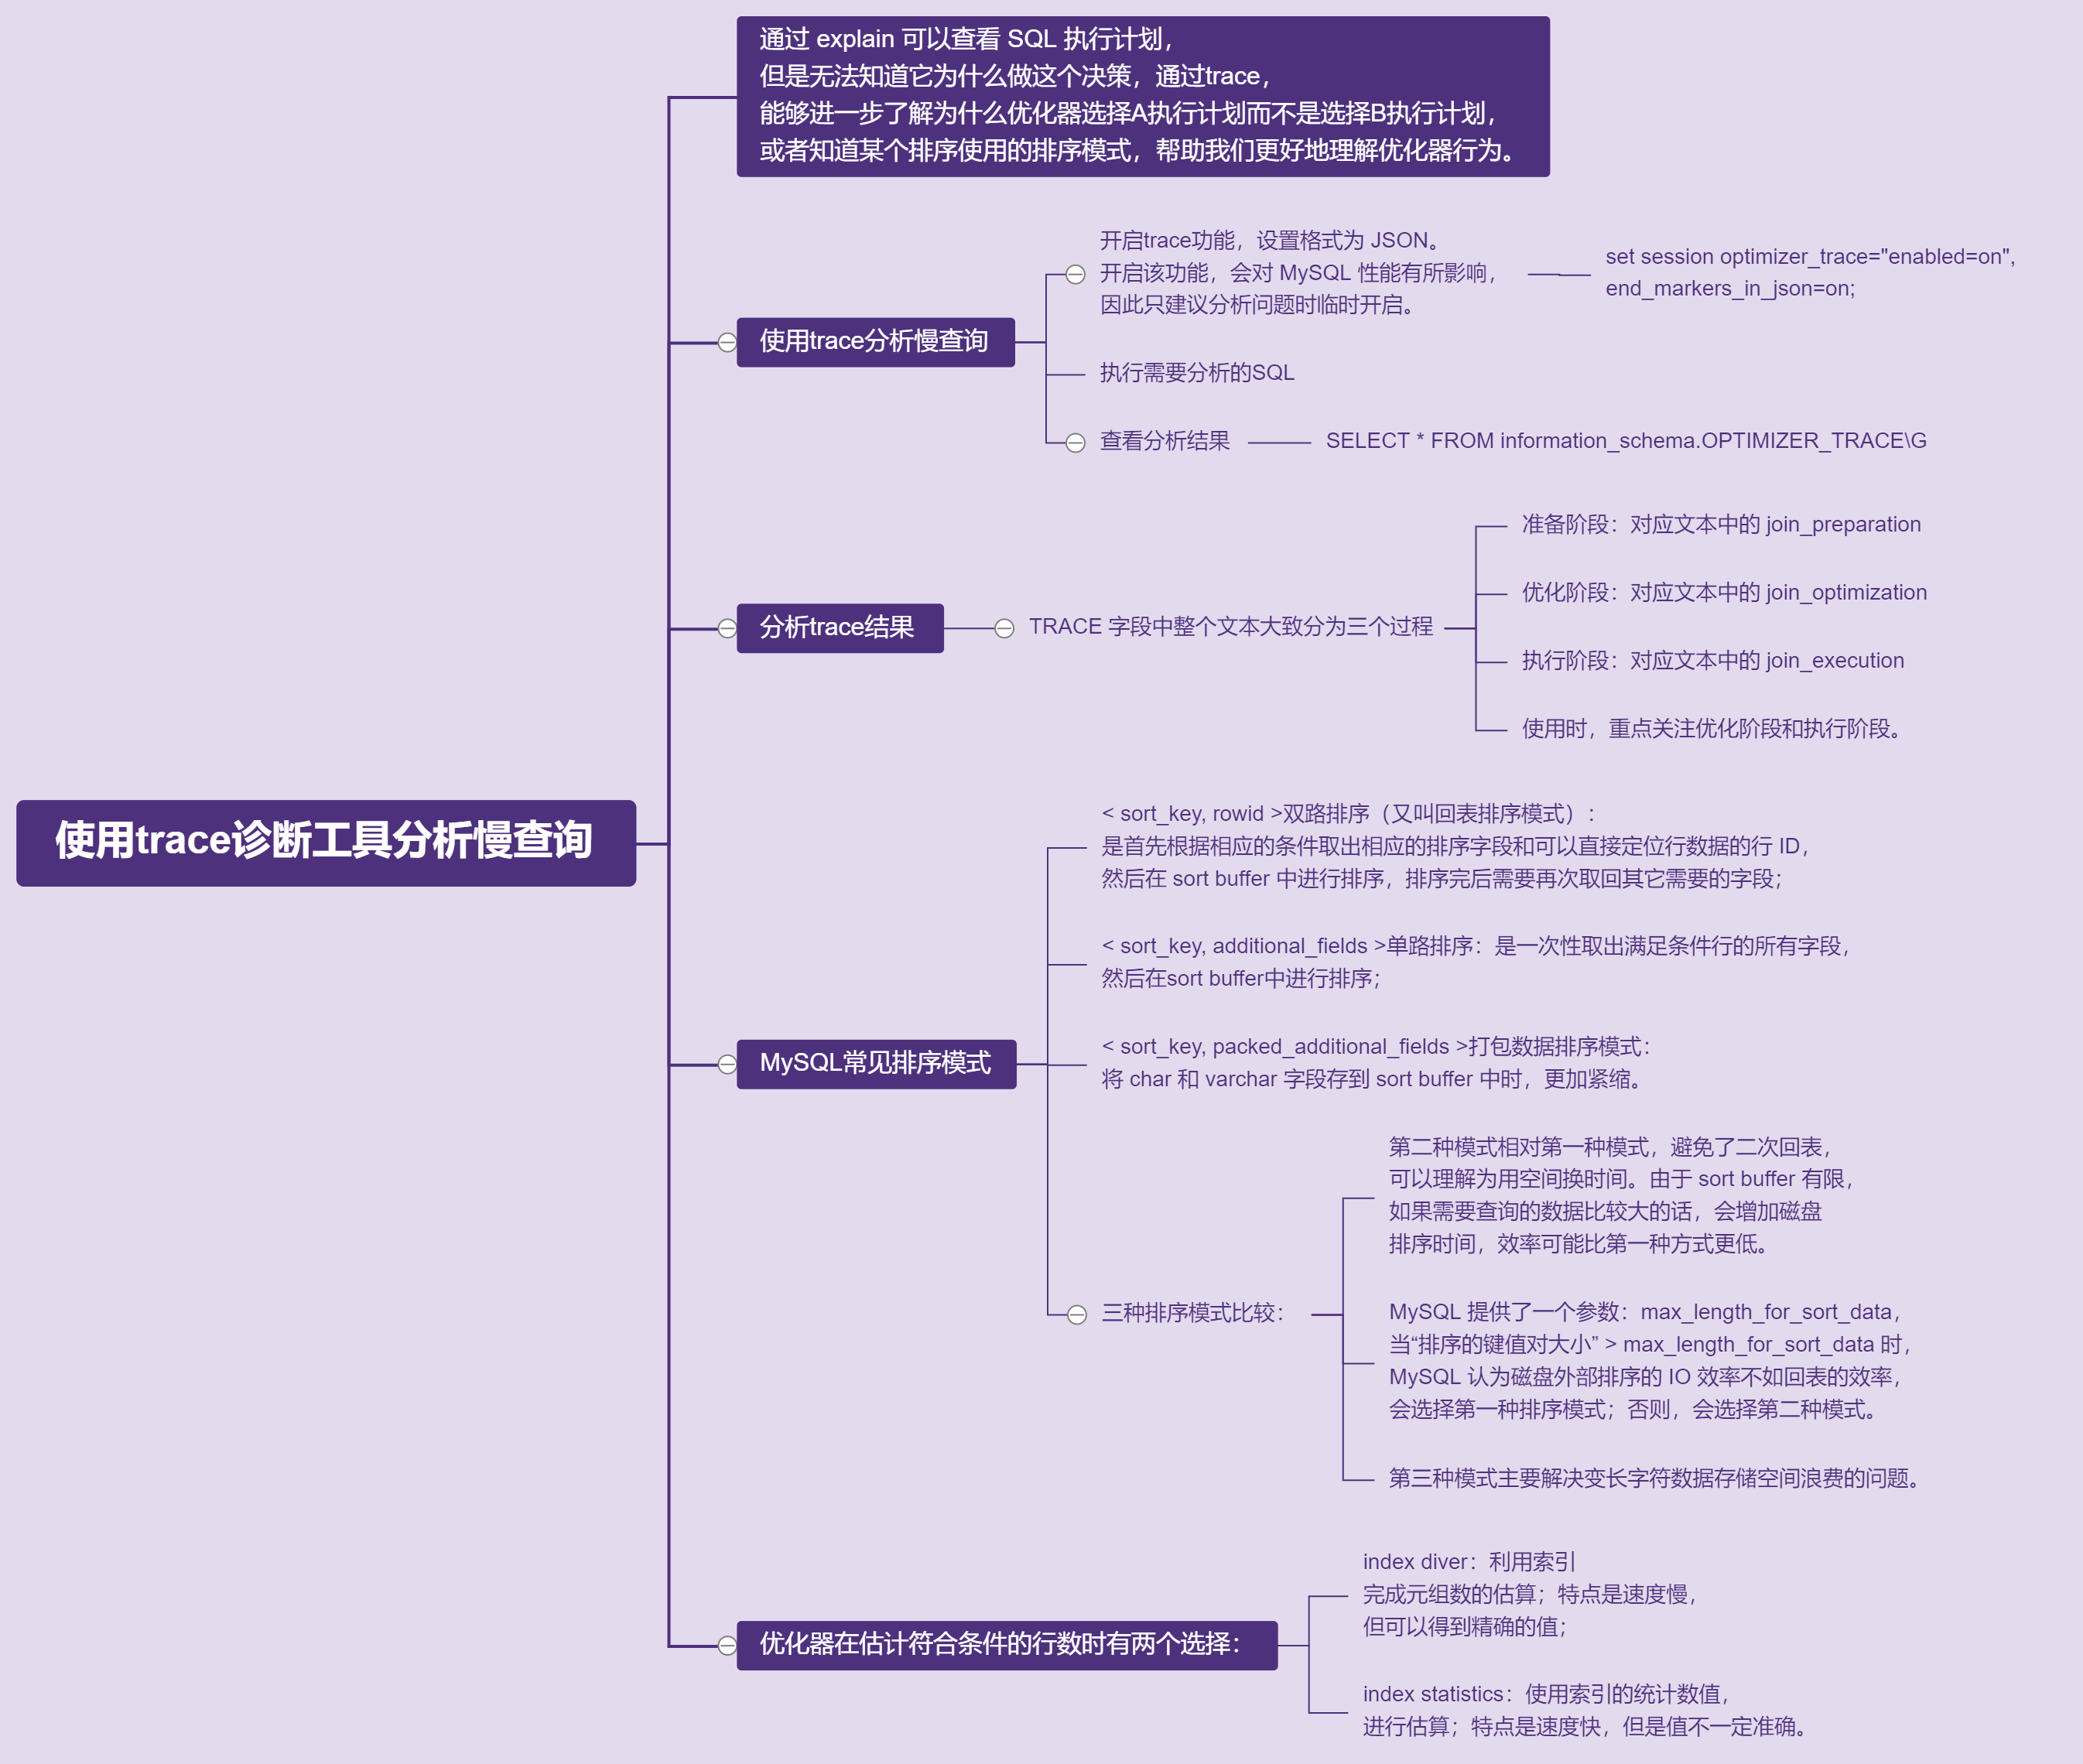 使用trace诊断工具分析慢查询
通过 explain 可以查看 SQL 执行计划，
但是无法知道它为什么做这个决策，通过trace，
能够进一步了解为什么优化器选择A执行计划而不是选择B执行计划，
或者知道某个排序使用的排序模式，帮助我们更好地理解优化器行为。
使用trace分析慢查询
开启trace功能，设置格式为 JSON。
开启该功能，会对 MySQL 性能有所影响，
因此只建议分析问题时临时开启。
set session optimizer_trace="enabled=on",
end_markers_in_json=on;
执行需要分析的SQL
查看分析结果
SELECT * FROM information_schema.OPTIMIZER_TRACE\G
分析trace结果
TRACE 字段中整个文本大致分为三个过程
准备阶段：对应文本中的 join_preparation
优化阶段：对应文本中的 join_optimization
执行阶段：对应文本中的 join_execution
使用时，重点关注优化阶段和执行阶段。
MySQL常见排序模式
< sort_key, rowid >双路排序（又叫回表排序模式）：
是首先根据相应的条件取出相应的排序字段和可以直接定位行数据的行 ID，
然后在 sort buffer 中进行排序，排序完后需要再次取回其它需要的字段；
< sort_key, additional_fields >单路排序：是一次性取出满足条件行的所有字段，
然后在sort buffer中进行排序；
< sort_key, packed_additional_fields >打包数据排序模式：
将 char 和 varchar 字段存到 sort buffer 中时，更加紧缩。
三种排序模式比较：
第二种模式相对第一种模式，避免了二次回表，
可以理解为用空间换时间。由于 sort buffer 有限，
如果需要查询的数据比较大的话，会增加磁盘
排序时间，效率可能比第一种方式更低。
MySQL 提供了一个参数：max_length_for_sort_data，
当“排序的键值对大小” > max_length_for_sort_data 时，
MySQL 认为磁盘外部排序的 IO 效率不如回表的效率，
会选择第一种排序模式；否则，会选择第二种模式。
第三种模式主要解决变长字符数据存储空间浪费的问题。
优化器在估计符合条件的行数时有两个选择：
index diver：利用索引
完成元组数的估算；特点是速度慢，
但可以得到精确的值；
index statistics：使用索引的统计数值，
进行估算；特点是速度快，但是值不一定准确。